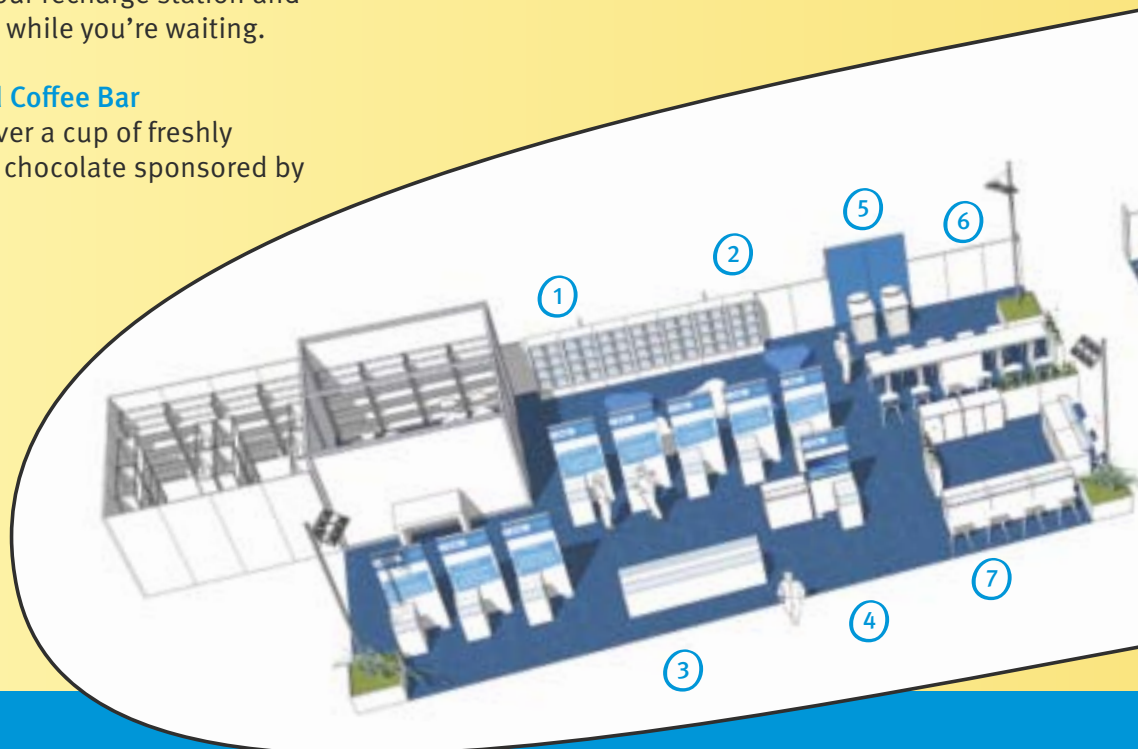 our recharge station and
while you're waiting.
Coffee Bar
ver a cup of freshly
chocolate sponsored by
5
6
2
1
7
4
3